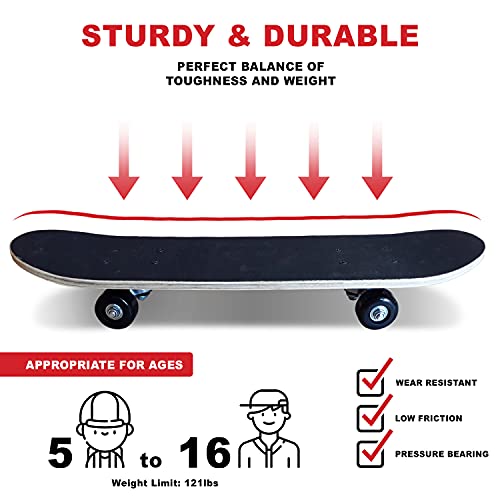 STURDY & DURABLE
PERFECT BALANCE OF
TOUGHNESS AND WEIGHT
APPROPRIATE FOR AGES
5 to 16
Weight Limit: 121lbs
WEAR RESISTANT
LOW FRICTION
PRESSURE BEARING